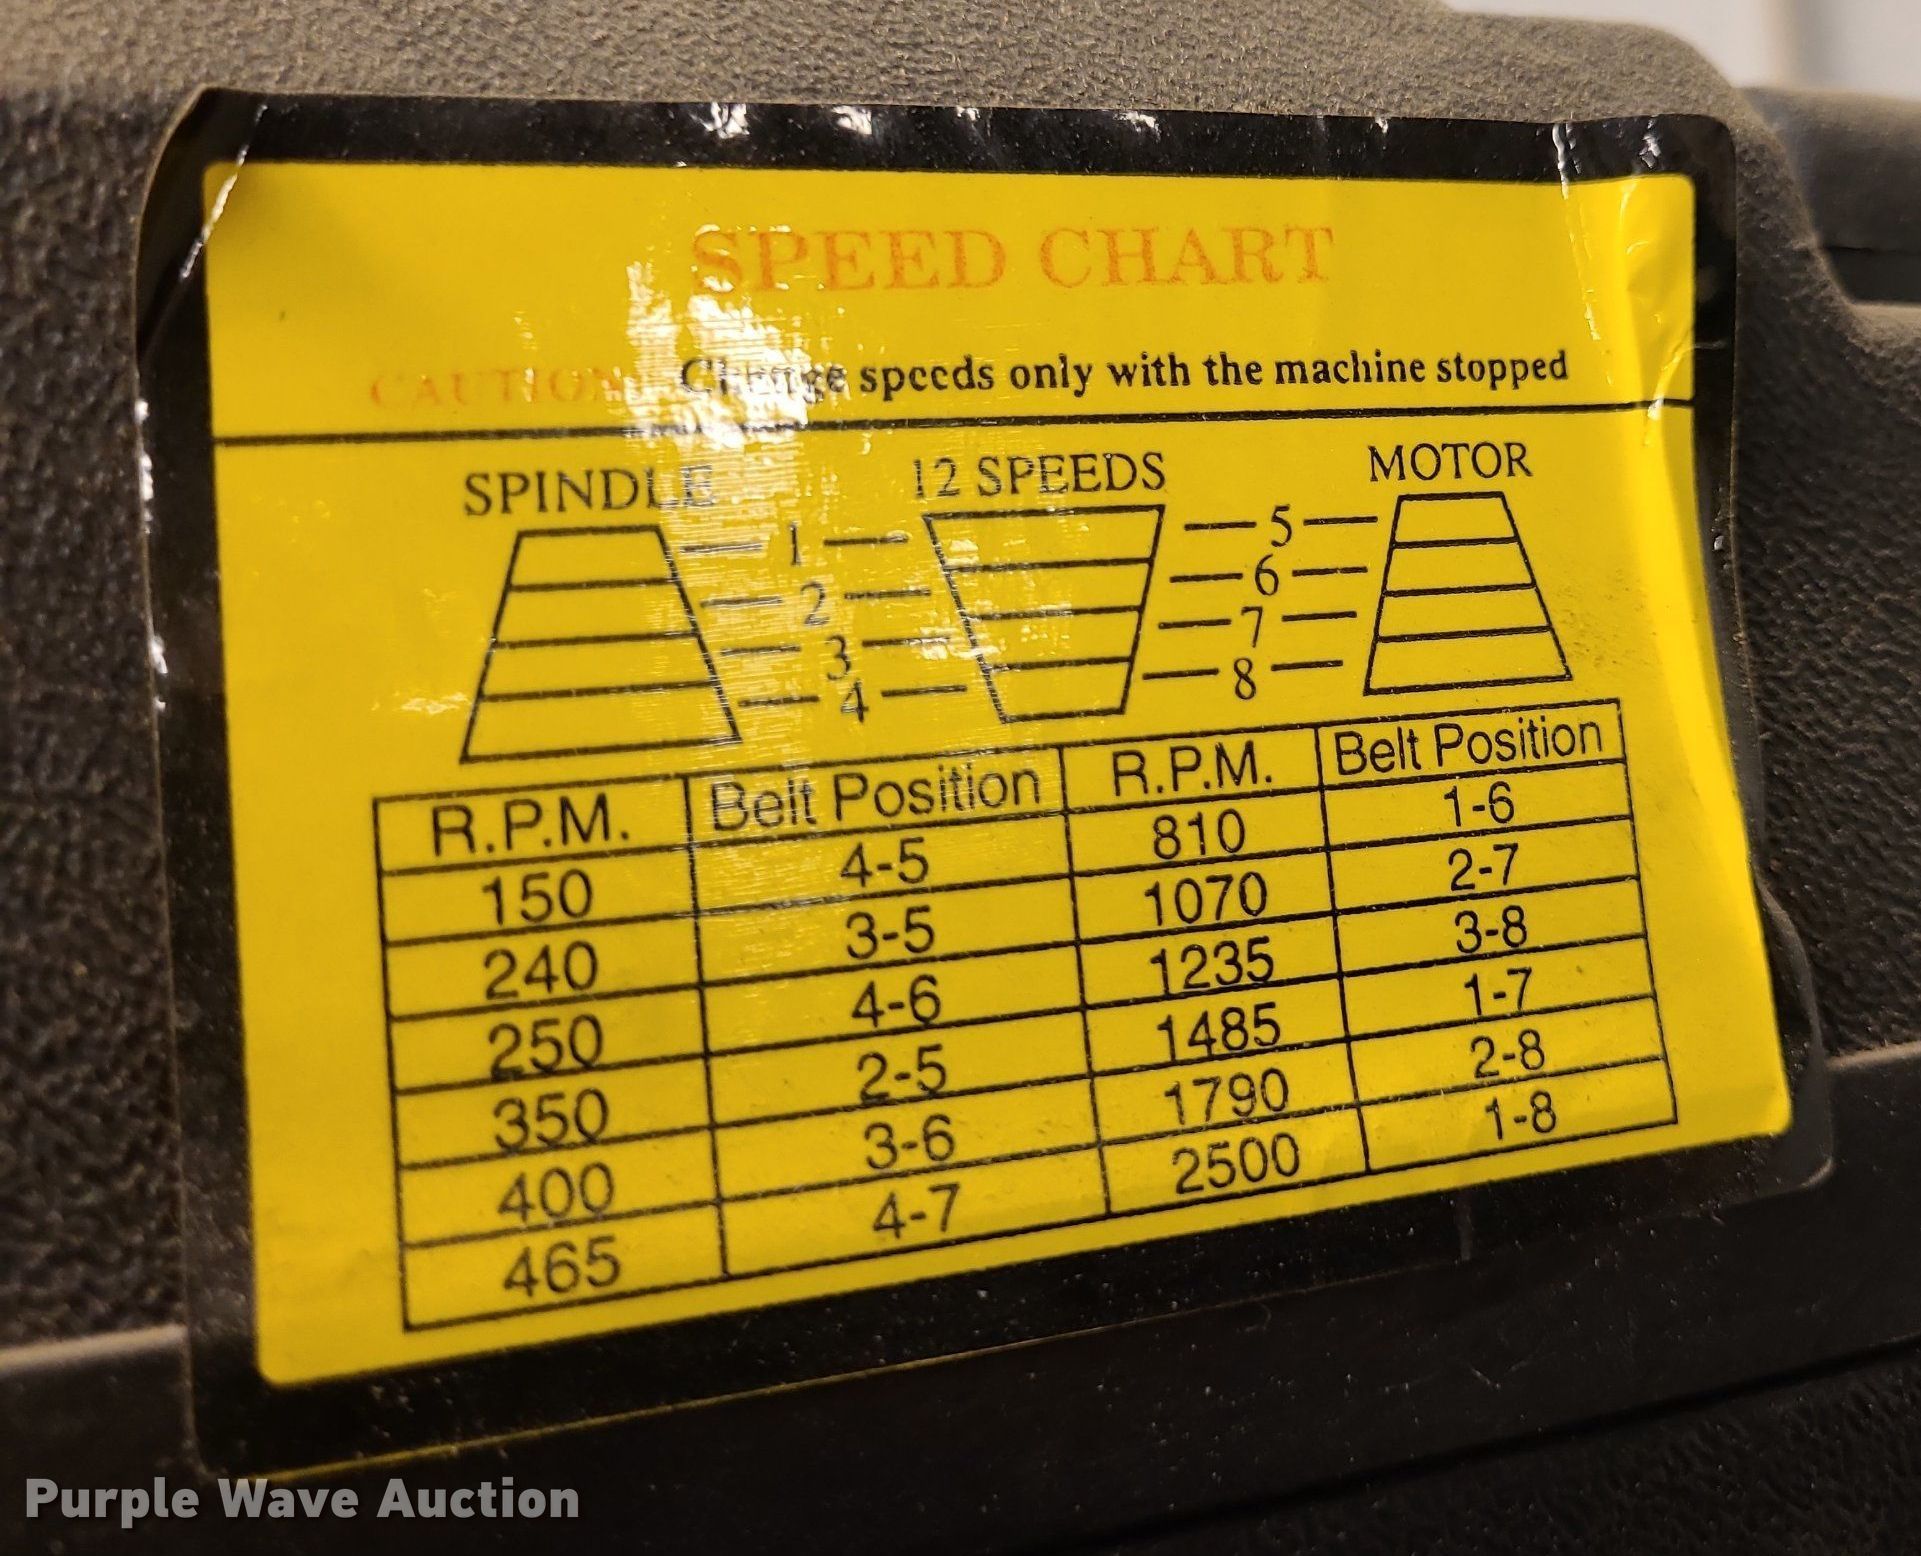 SPEED CHART
CAUTION: Change speeds only with the machine stopped
SPINDLE 12 SPEEDS MOTOR
1 5
2 6
3 7
4 8
R.P.M. Belt Position R.P.M. Belt Position
150 4-5 810 1-6
240 3-5 1070 2-7
250 4-6 1235 3-8
350 2-5 1485 1-7
400 3-6 1790 2-8
465 4-7 2500 1-8
Purple Wave Auction